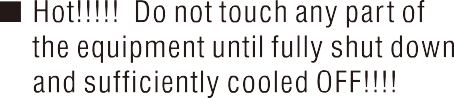 ■ Hot!!!!! Do not touch any part of
the equipment until fully shut down
and sufficiently cooled OFF!!!!